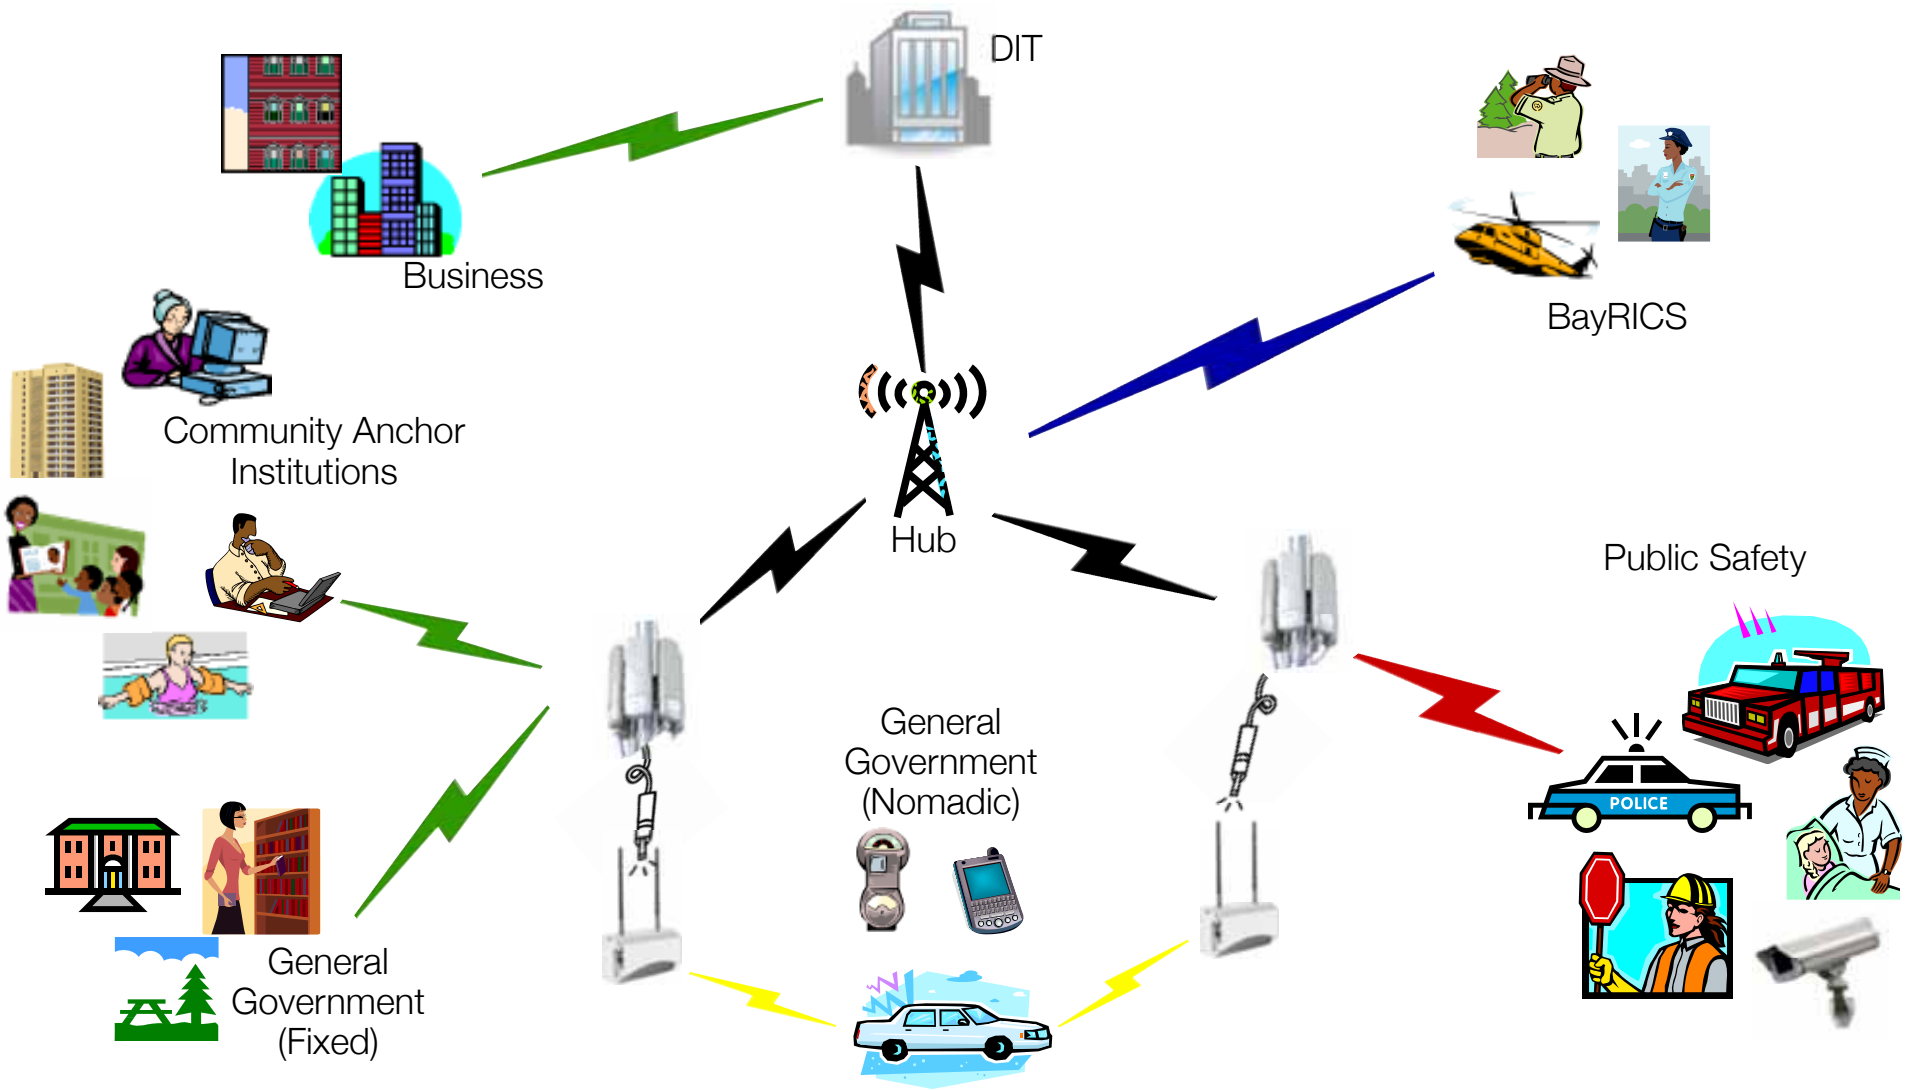 DIT
Business
BayRICS
Community Anchor
Institutions
Hub
Public Safety
General
Government
(Nomadic)
POLICE
General
Government
(Fixed)